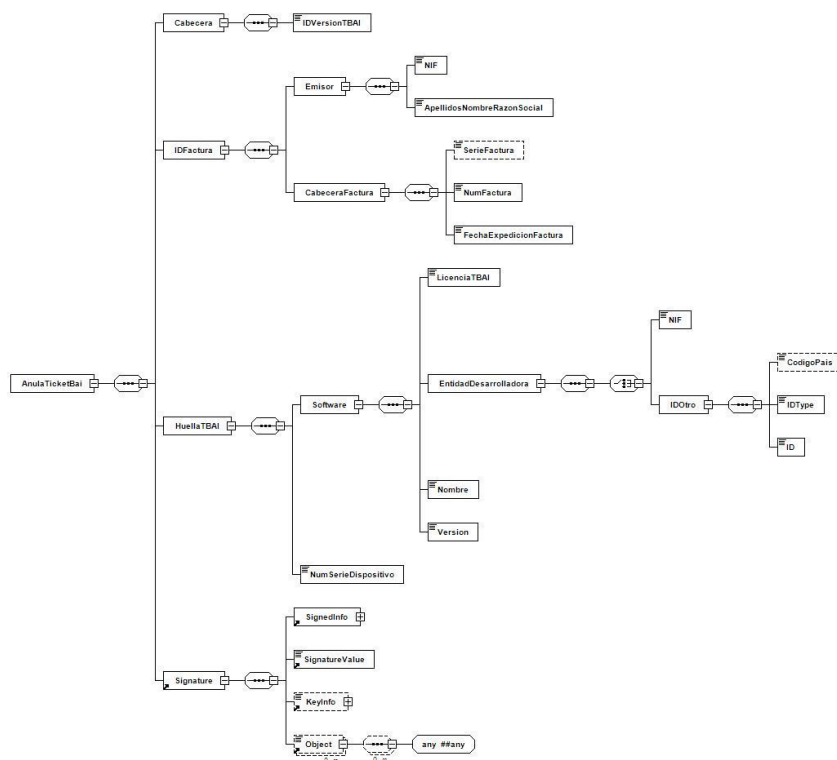 Cabecera
IDVersionTBAI
NIF
Emisor
ApellidosNombreRazonSocial
IDFactura
SerieFactura
CabeceraFactura
NumFactura
FechaExpedicionFactura
LicenciaTBAI
NIF
CodigoPais
AnulaTicketBai
EntidadDesarrolladora
Software
IDOtro
IDType
HuellaTBAI
ID
Nombre
Version
NumSerieDispositivo
SignedInfo
SignatureValue
Signature
KeyInfo
Object
any ##any